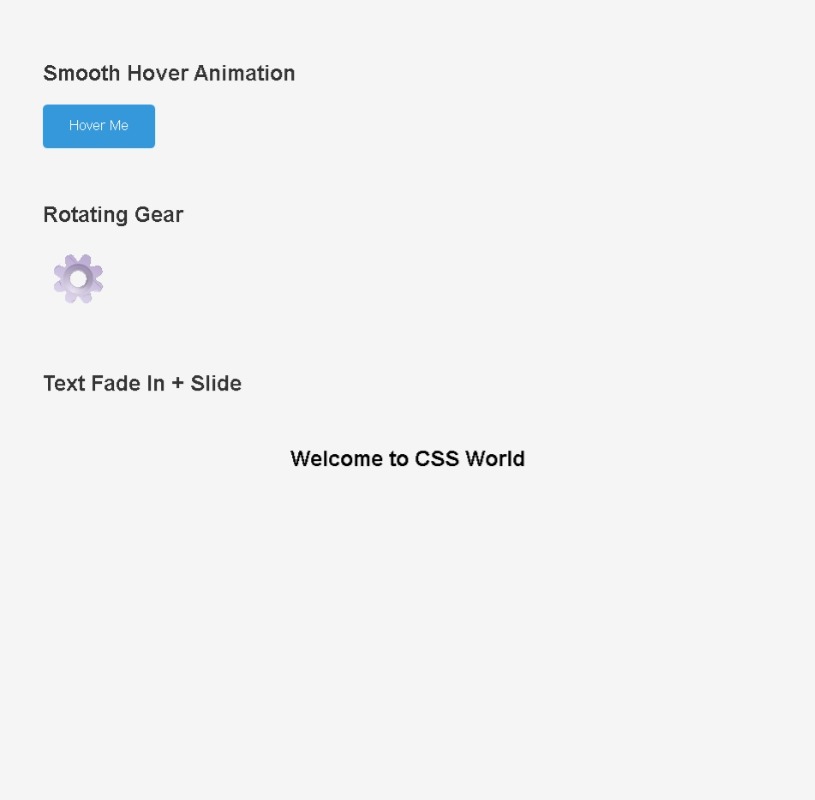 Smooth Hover Animation
Hover Me
Rotating Gear
Text Fade In + Slide
Welcome to CSS World